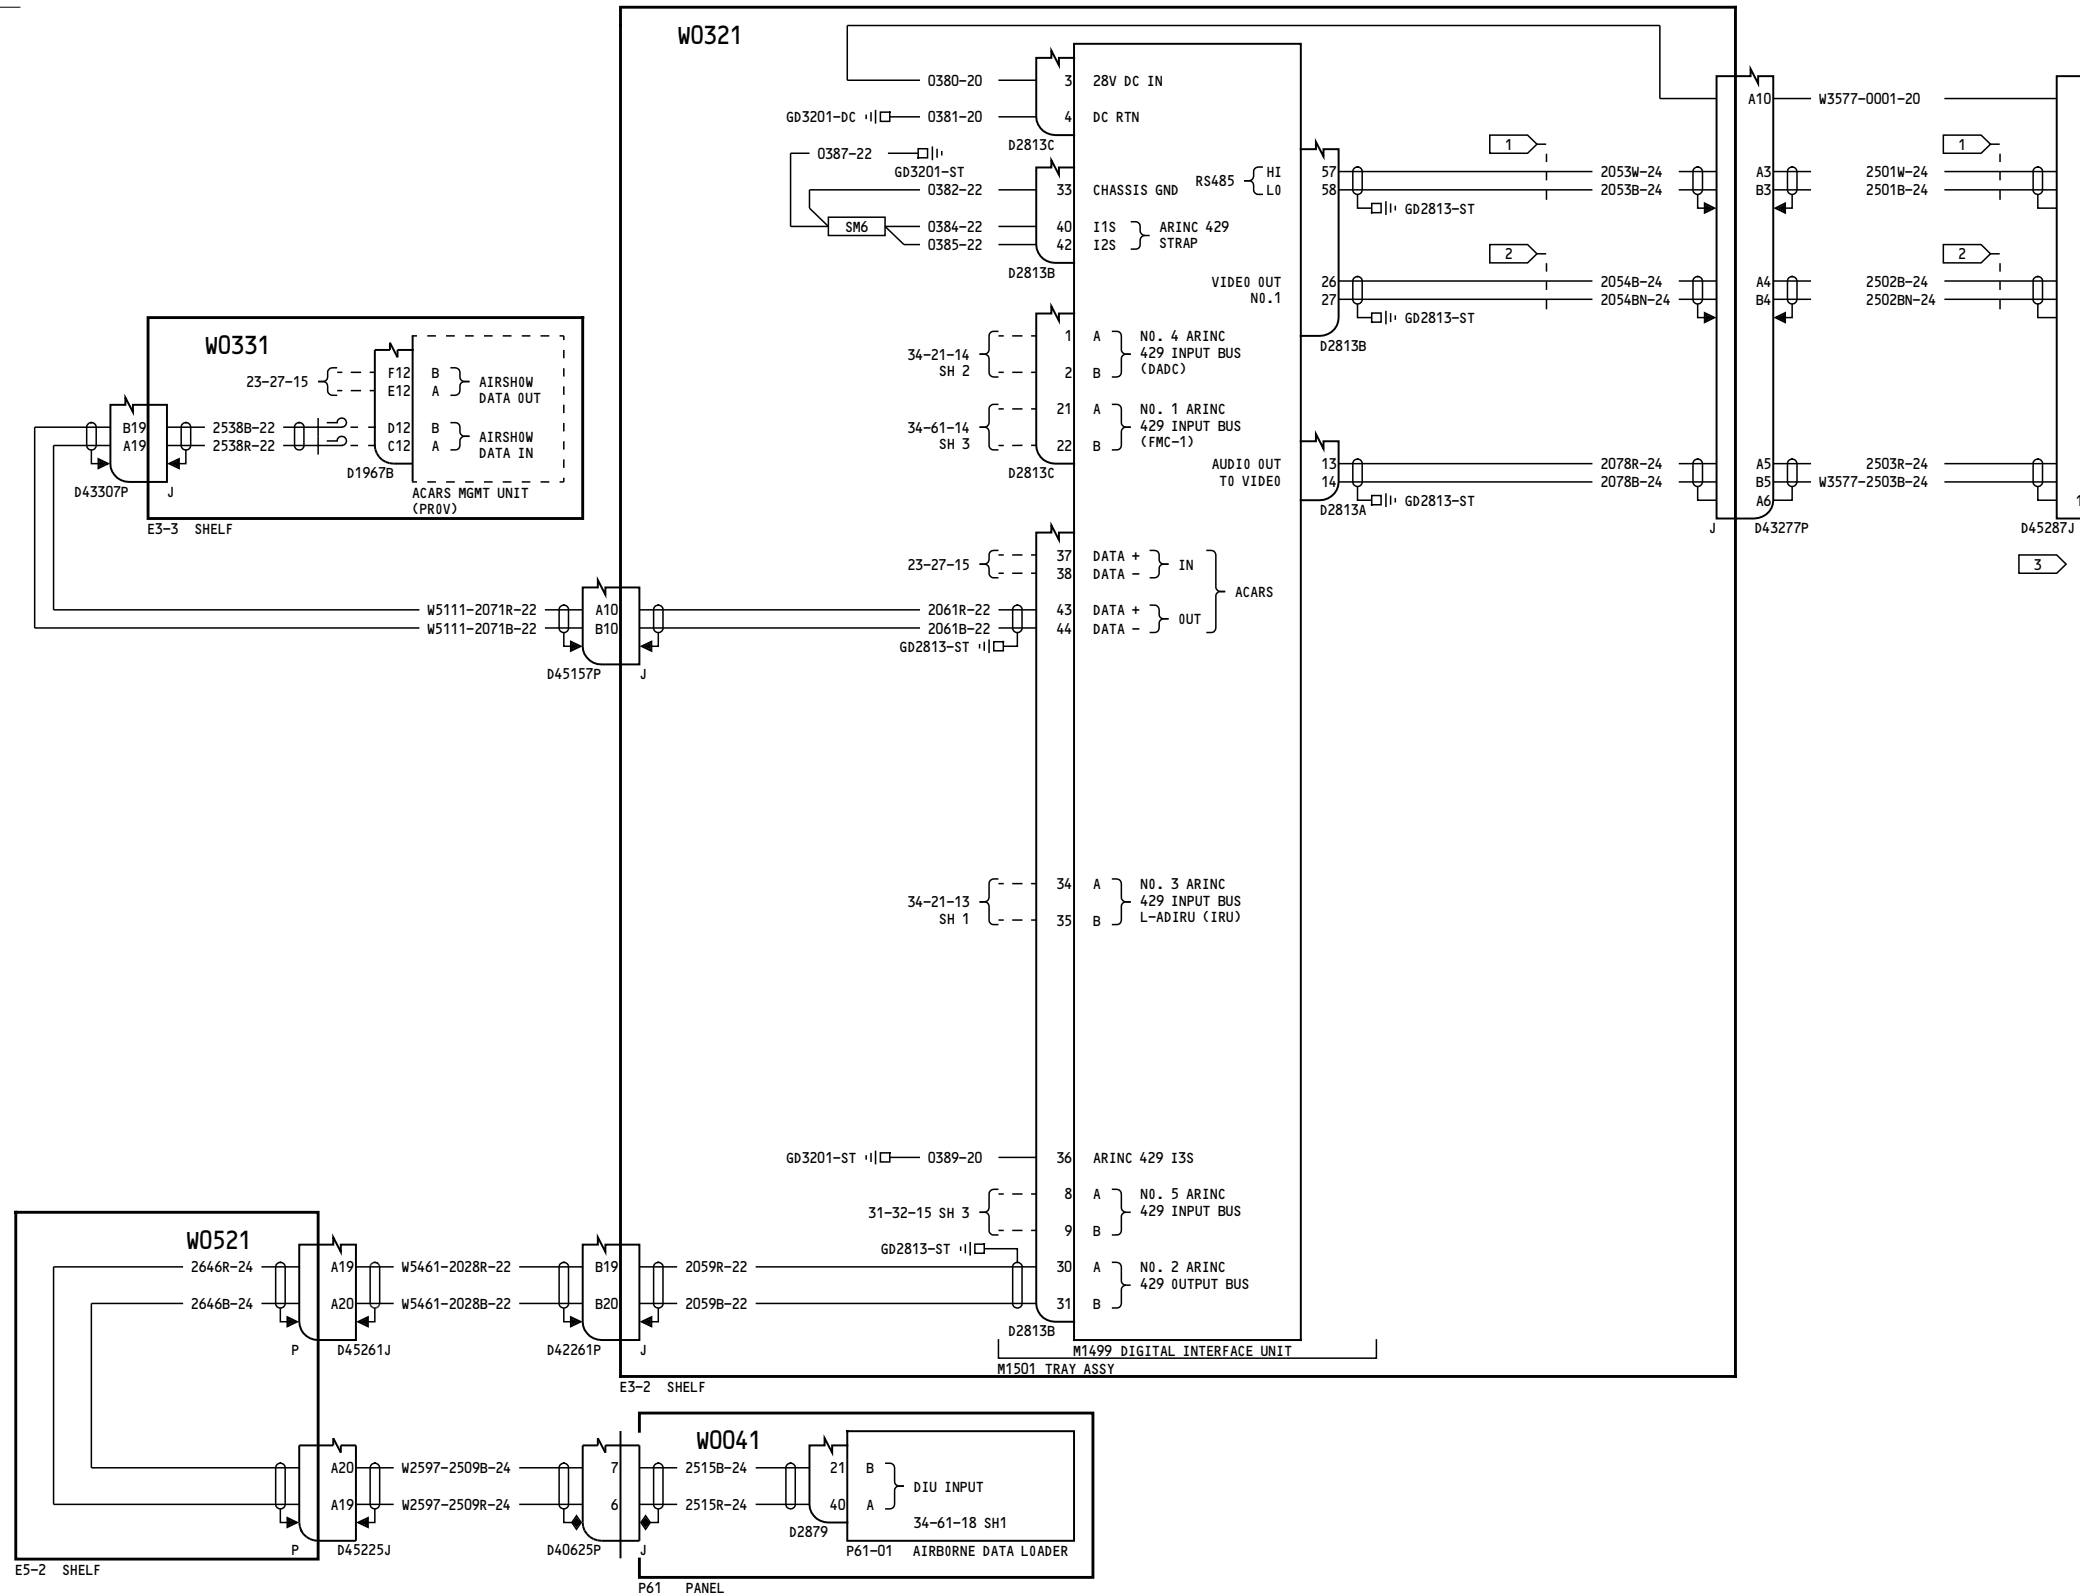 W0321
0380-20
3
28V DC IN
A10
W3577-0001-20
GD3201-DC
0381-20
4
DC RTN
D2813C
0387-22
GD3201-ST
1
1
RS485
HI
LO
57
58
2053W-24
2053B-24
A3
B3
2501W-24
2501B-24
0382-22
33
CHASSIS GND
GD2813-ST
SM6
0384-22
0385-22
40
42
I1S
I2S
ARINC 429
STRAP
D2813B
2
2
VIDEO OUT
NO.1
26
27
2054B-24
2054BN-24
A4
B4
2502B-24
2502BN-24
GD2813-ST
D2813B
34-21-14
SH 2
1
2
A
B
NO. 4 ARINC
429 INPUT BUS
(DADC)
34-61-14
SH 3
21
22
A
B
NO. 1 ARINC
429 INPUT BUS
(FMC-1)
D2813C
AUDIO OUT
TO VIDEO
13
14
2078R-24
2078B-24
A5
B5
A6
2503R-24
W3577-2503B-24
D2813A
GD2813-ST
J
D43277P
D45287J
1
3
W0331
23-27-15
F12
E12
B
A
AIRSHOW
DATA OUT
B19
A19
2538B-22
2538R-22
D12
C12
B
A
AIRSHOW
DATA IN
D1967B
D43307P
J
ACARS MGMT UNIT
(PROV)
E3-3 SHELF
23-27-15
37
38
DATA +
DATA -
IN
ACARS
W5111-2071R-22
W5111-2071B-22
A10
B10
2061R-22
2061B-22
43
44
DATA +
DATA -
OUT
GD2813-ST
D45157P
J
34-21-13
SH 1
34
35
A
B
NO. 3 ARINC
429 INPUT BUS
L-ADIRU (IRU)
GD3201-ST
0389-20
36
ARINC 429 I3S
31-32-15 SH 3
8
9
A
B
NO. 5 ARINC
429 INPUT BUS
GD2813-ST
W0521
2646R-24
A19
W5461-2028R-22
B19
2059R-22
30
A
NO. 2 ARINC
429 OUTPUT BUS
2646B-24
A20
W5461-2028B-22
B20
2059B-22
31
B
D2813B
P
D45261J
D42261P
J
M1499 DIGITAL INTERFACE UNIT
M1501 TRAY ASSY
E3-2 SHELF
W0041
A20
W2597-2509B-24
7
2515B-24
21
B
DIU INPUT
A19
W2597-2509R-24
6
2515R-24
40
A
34-61-18 SH1
D2879
P
D45225J
D40625P
J
P61-01 AIRBORNE DATA LOADER
E5-2 SHELF
P61 PANEL